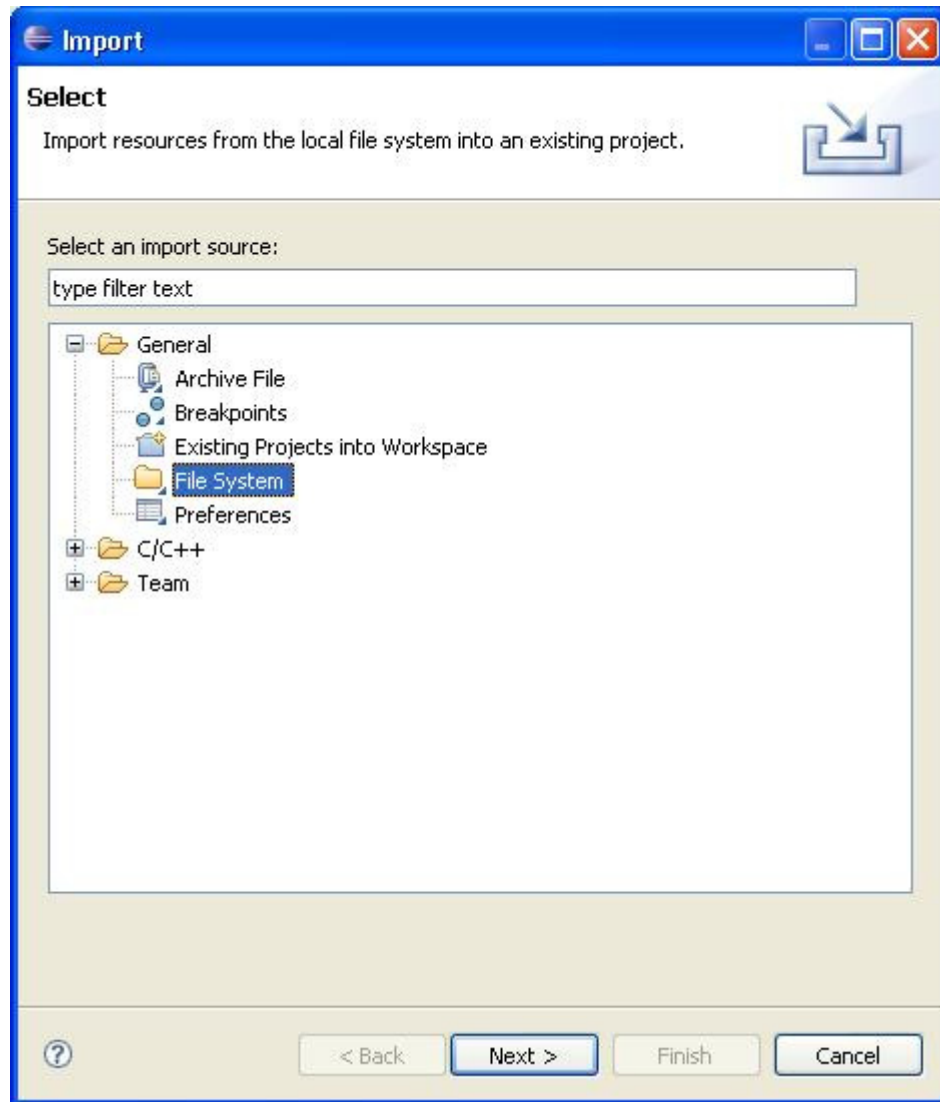 Import
Select
Import resources from the local file system into an existing project.
Select an import source:
type filter text
General
Archive File
Breakpoints
Existing Projects into Workspace
File System
Preferences
C/C++
Team
< Back
Next >
Finish
Cancel